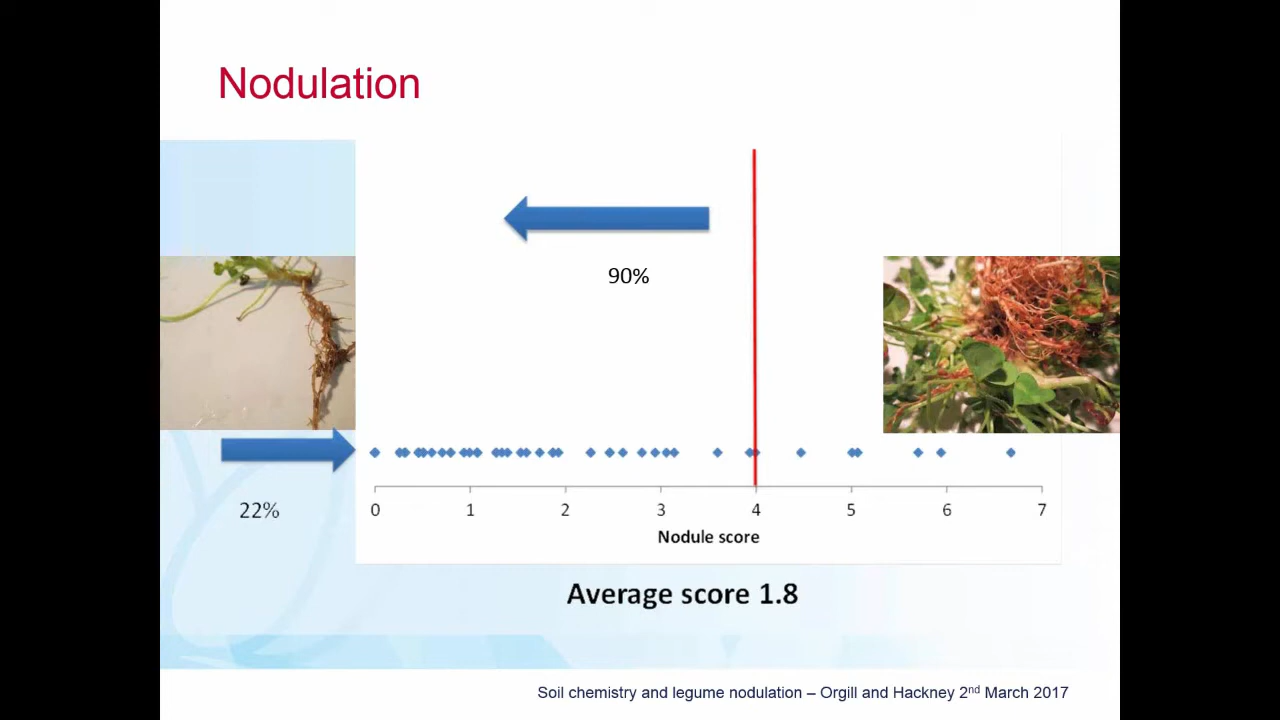 Nodulation
90%
22%
0 1 2 3 4 5 6 7
Nodule score
Average score 1.8
Soil chemistry and legume nodulation – Orgill and Hackney 2nd March 2017